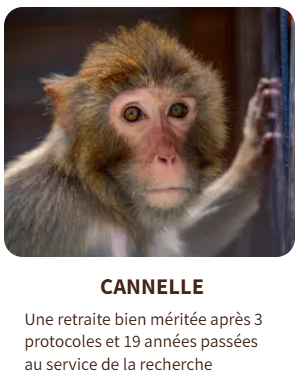 CANNELLE
Une retraite bien méritée après 3
protocoles et 19 années passées
au service de la recherche